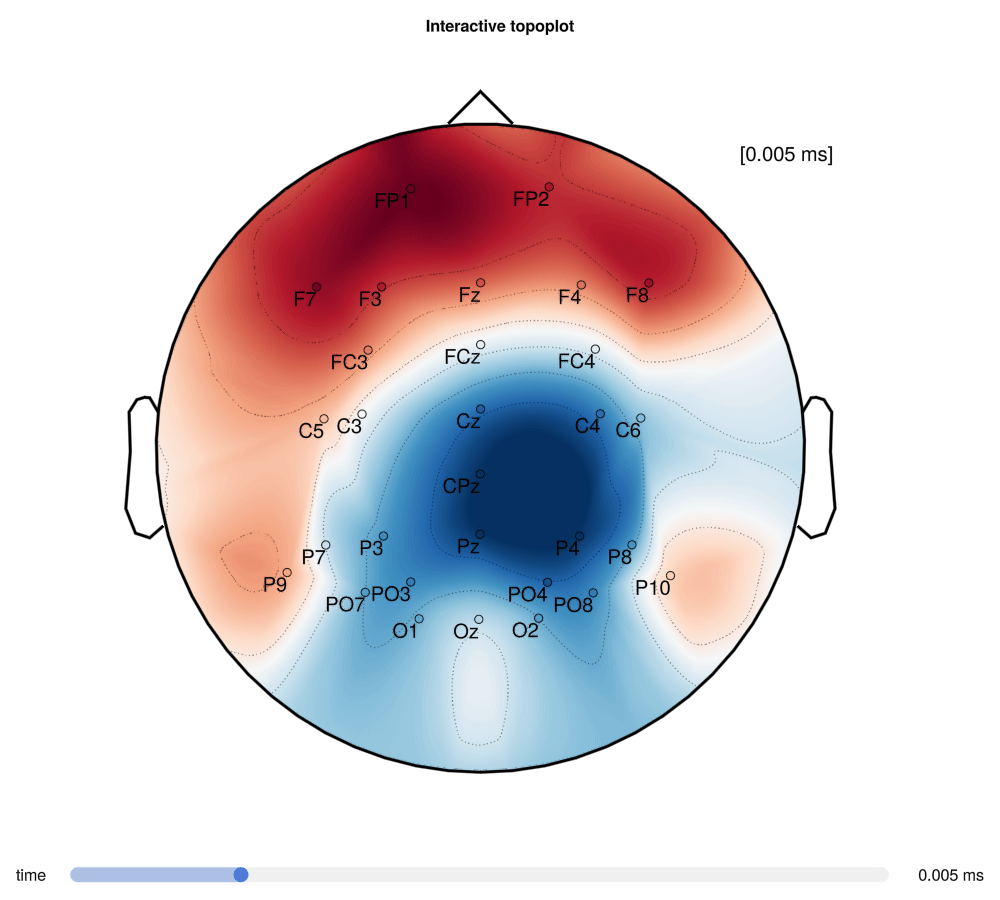 Interactive topoplot
[0.005 ms]
FP1 FP2
F7 F3 Fz F4 F8
FC3 FCz FC4
C5 C3 Cz C4 C6
CPz
P7 P3 Pz P4 P8
P9 P10
PO7 PO3 PO4 PO8
O1 Oz O2
time 0.005 ms